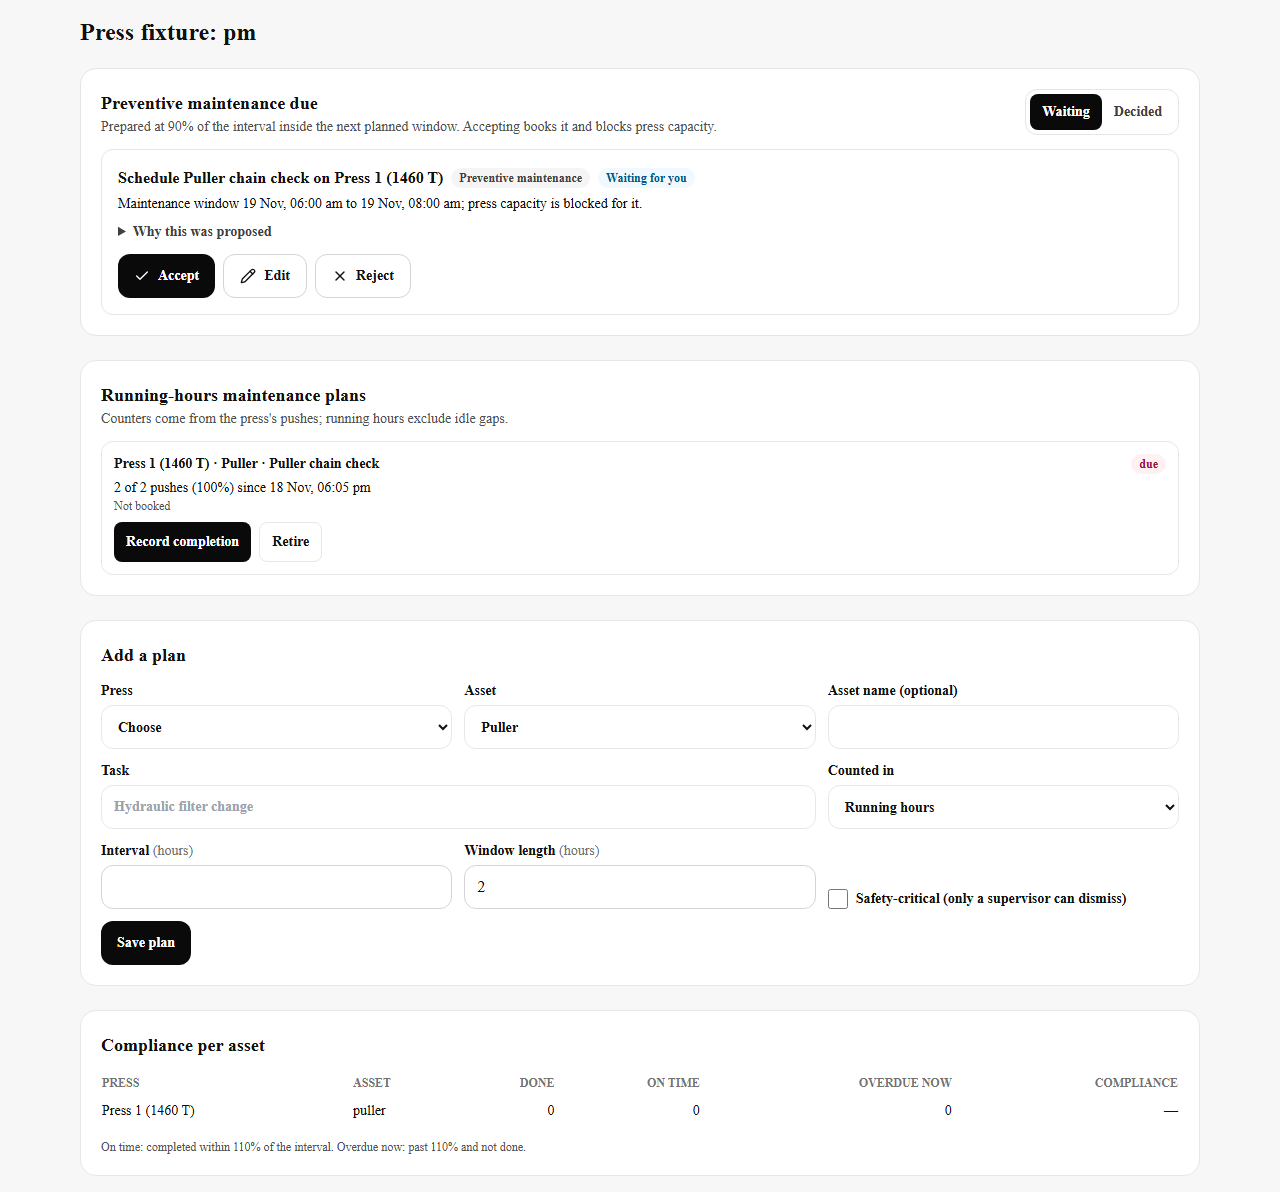 Press fixture: pm
Preventive maintenance due
Prepared at 90% of the interval inside the next planned window. Accepting books it and blocks press capacity.
Waiting
Decided
Schedule Puller chain check on Press 1 (1460 T)
Preventive maintenance
Waiting for you
Maintenance window 19 Nov, 06:00 am to 19 Nov, 08:00 am; press capacity is blocked for it.
Why this was proposed
Accept
Edit
Reject
Running-hours maintenance plans
Counters come from the press's pushes; running hours exclude idle gaps.
Press 1 (1460 T) · Puller · Puller chain check
due
2 of 2 pushes (100%) since 18 Nov, 06:05 pm
Not booked
Record completion
Retire
Add a plan
Press
Asset
Asset name (optional)
Choose
Puller
Task
Counted in
Hydraulic filter change
Running hours
Interval (hours)
Window length (hours)
2
Safety-critical (only a supervisor can dismiss)
Save plan
Compliance per asset
PRESS ASSET DONE ON TIME OVERDUE NOW COMPLIANCE
Press 1 (1460 T) puller 0 0 0 —
On time: completed within 110% of the interval. Overdue now: past 110% and not done.